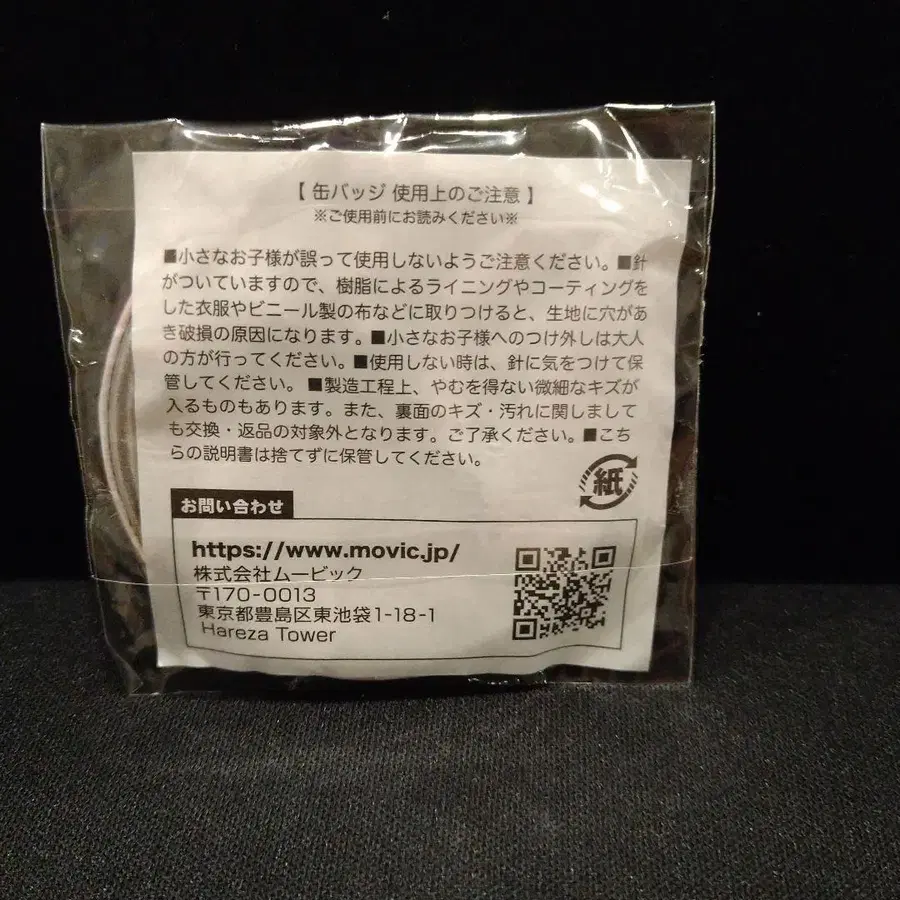 【 缶バッジ 使用上のご注意 】
※ご使用前にお読みください※
■小さなお子様が誤って使用しないようご注意ください。■針
がついていますので、樹脂によるライニングやコーティングを
した衣服やビニール製の布などに取りつけると、生地に穴があ
き破損の原因になります。■小さなお子様へのつけ外しは大人
の方が行ってください。■使用しない時は、針に気をつけて保
管してください。 ■製造工程上、やむを得ない微細なキズが
入るものもあります。また、裏面のキズ・汚れに関しまして
も交換・返品の対象外となります。ご了承ください。■こち
らの説明書は捨てずに保管してください。
紙
お問い合わせ
https://www.movic.jp/
株式会社ムービック
〒170-0013
東京都豊島区東池袋1-18-1
Hareza Tower